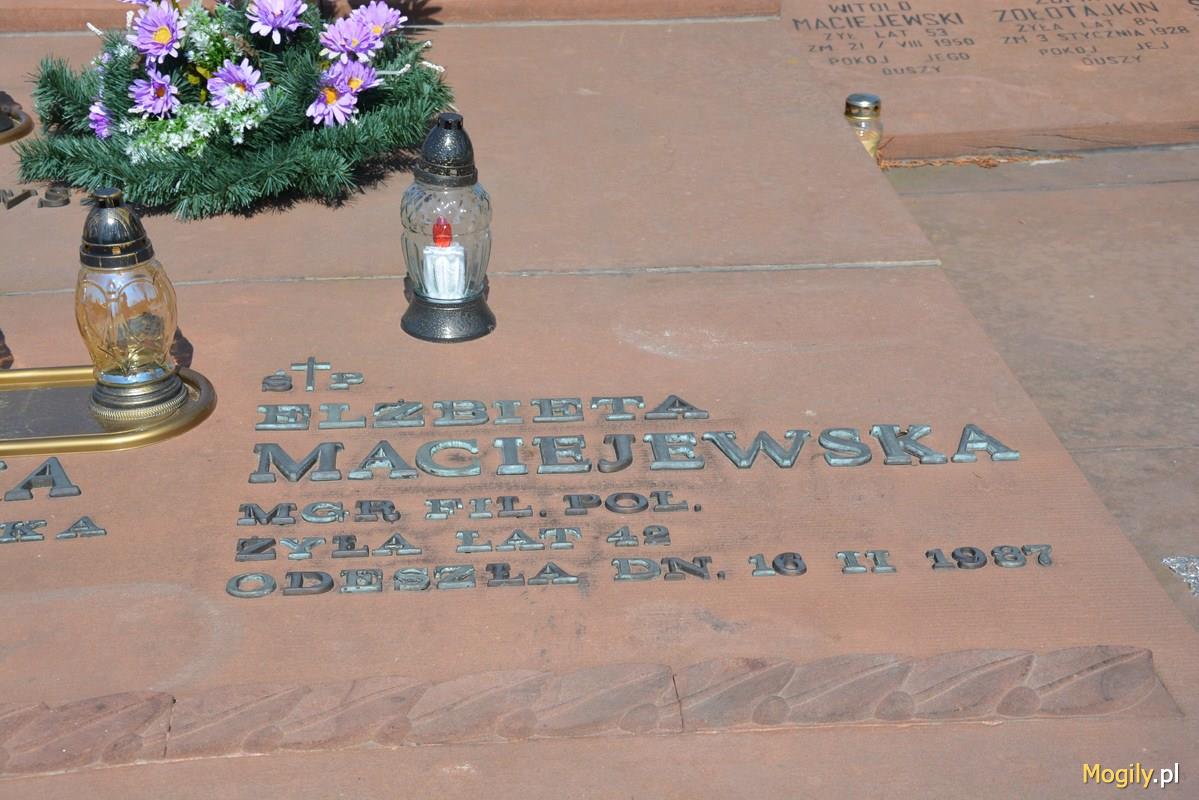 WITOLD
MACIEJEWSKI
ŻYŁ LAT 53
ZM 21/VIII 1950
POKÓJ JEGO
DUSZY
ZOŁOTAJKIN
ŻYŁA LAT 84
ZM 3 STYCZNIA 1928
POKÓJ JEJ
DUSZY
Ś†P
ELŻBIETA
MACIEJEWSKA
MGR FIL. POL.
ŻYŁA LAT 42
ODESZŁA DN. 16 II 1987
Mogily.pl